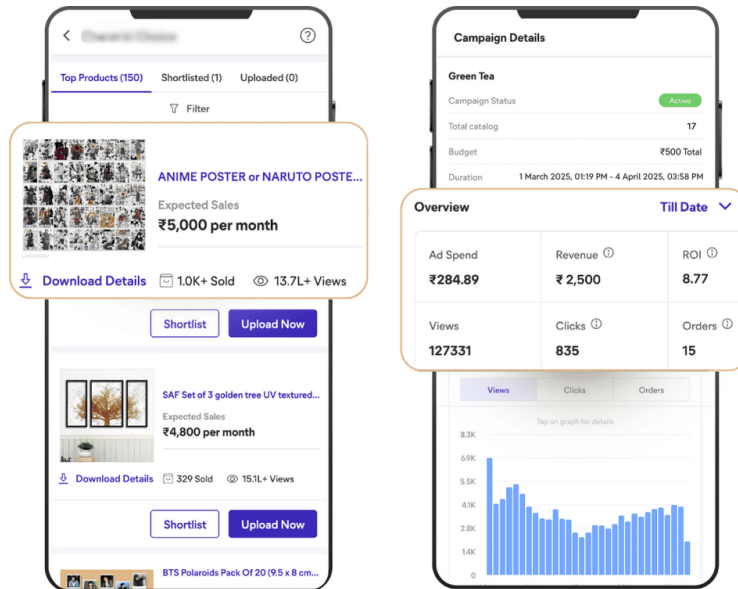 Top Products (150)
Shortlisted (1)
Uploaded (0)
Filter
ANIME POSTER or NARUTO POSTE...
Expected Sales
₹5,000 per month
Download Details
1.0K+ Sold
13.7L+ Views
Shortlist
Upload Now
SAF Set of 3 golden tree UV textured...
Expected Sales
₹4,800 per month
Download Details
329 Sold
15.1L+ Views
Shortlist
Upload Now
BTS Polaroids Pack Of 20 (9.5 x 8 cm...
Campaign Details
Green Tea
Campaign Status
Active
Total catalog
17
Budget
₹500 Total
Duration
1 March 2025, 01:19 PM - 4 April 2025, 03:58 PM
Overview
Till Date
Ad Spend
Revenue
ROI
₹284.89
₹ 2,500
8.77
Views
Clicks
Orders
127331
835
15
Views
Clicks
Orders
Tap on graph for details
8.3K
6.9K
5.5K
4.1K
2.8K
1.4K
0